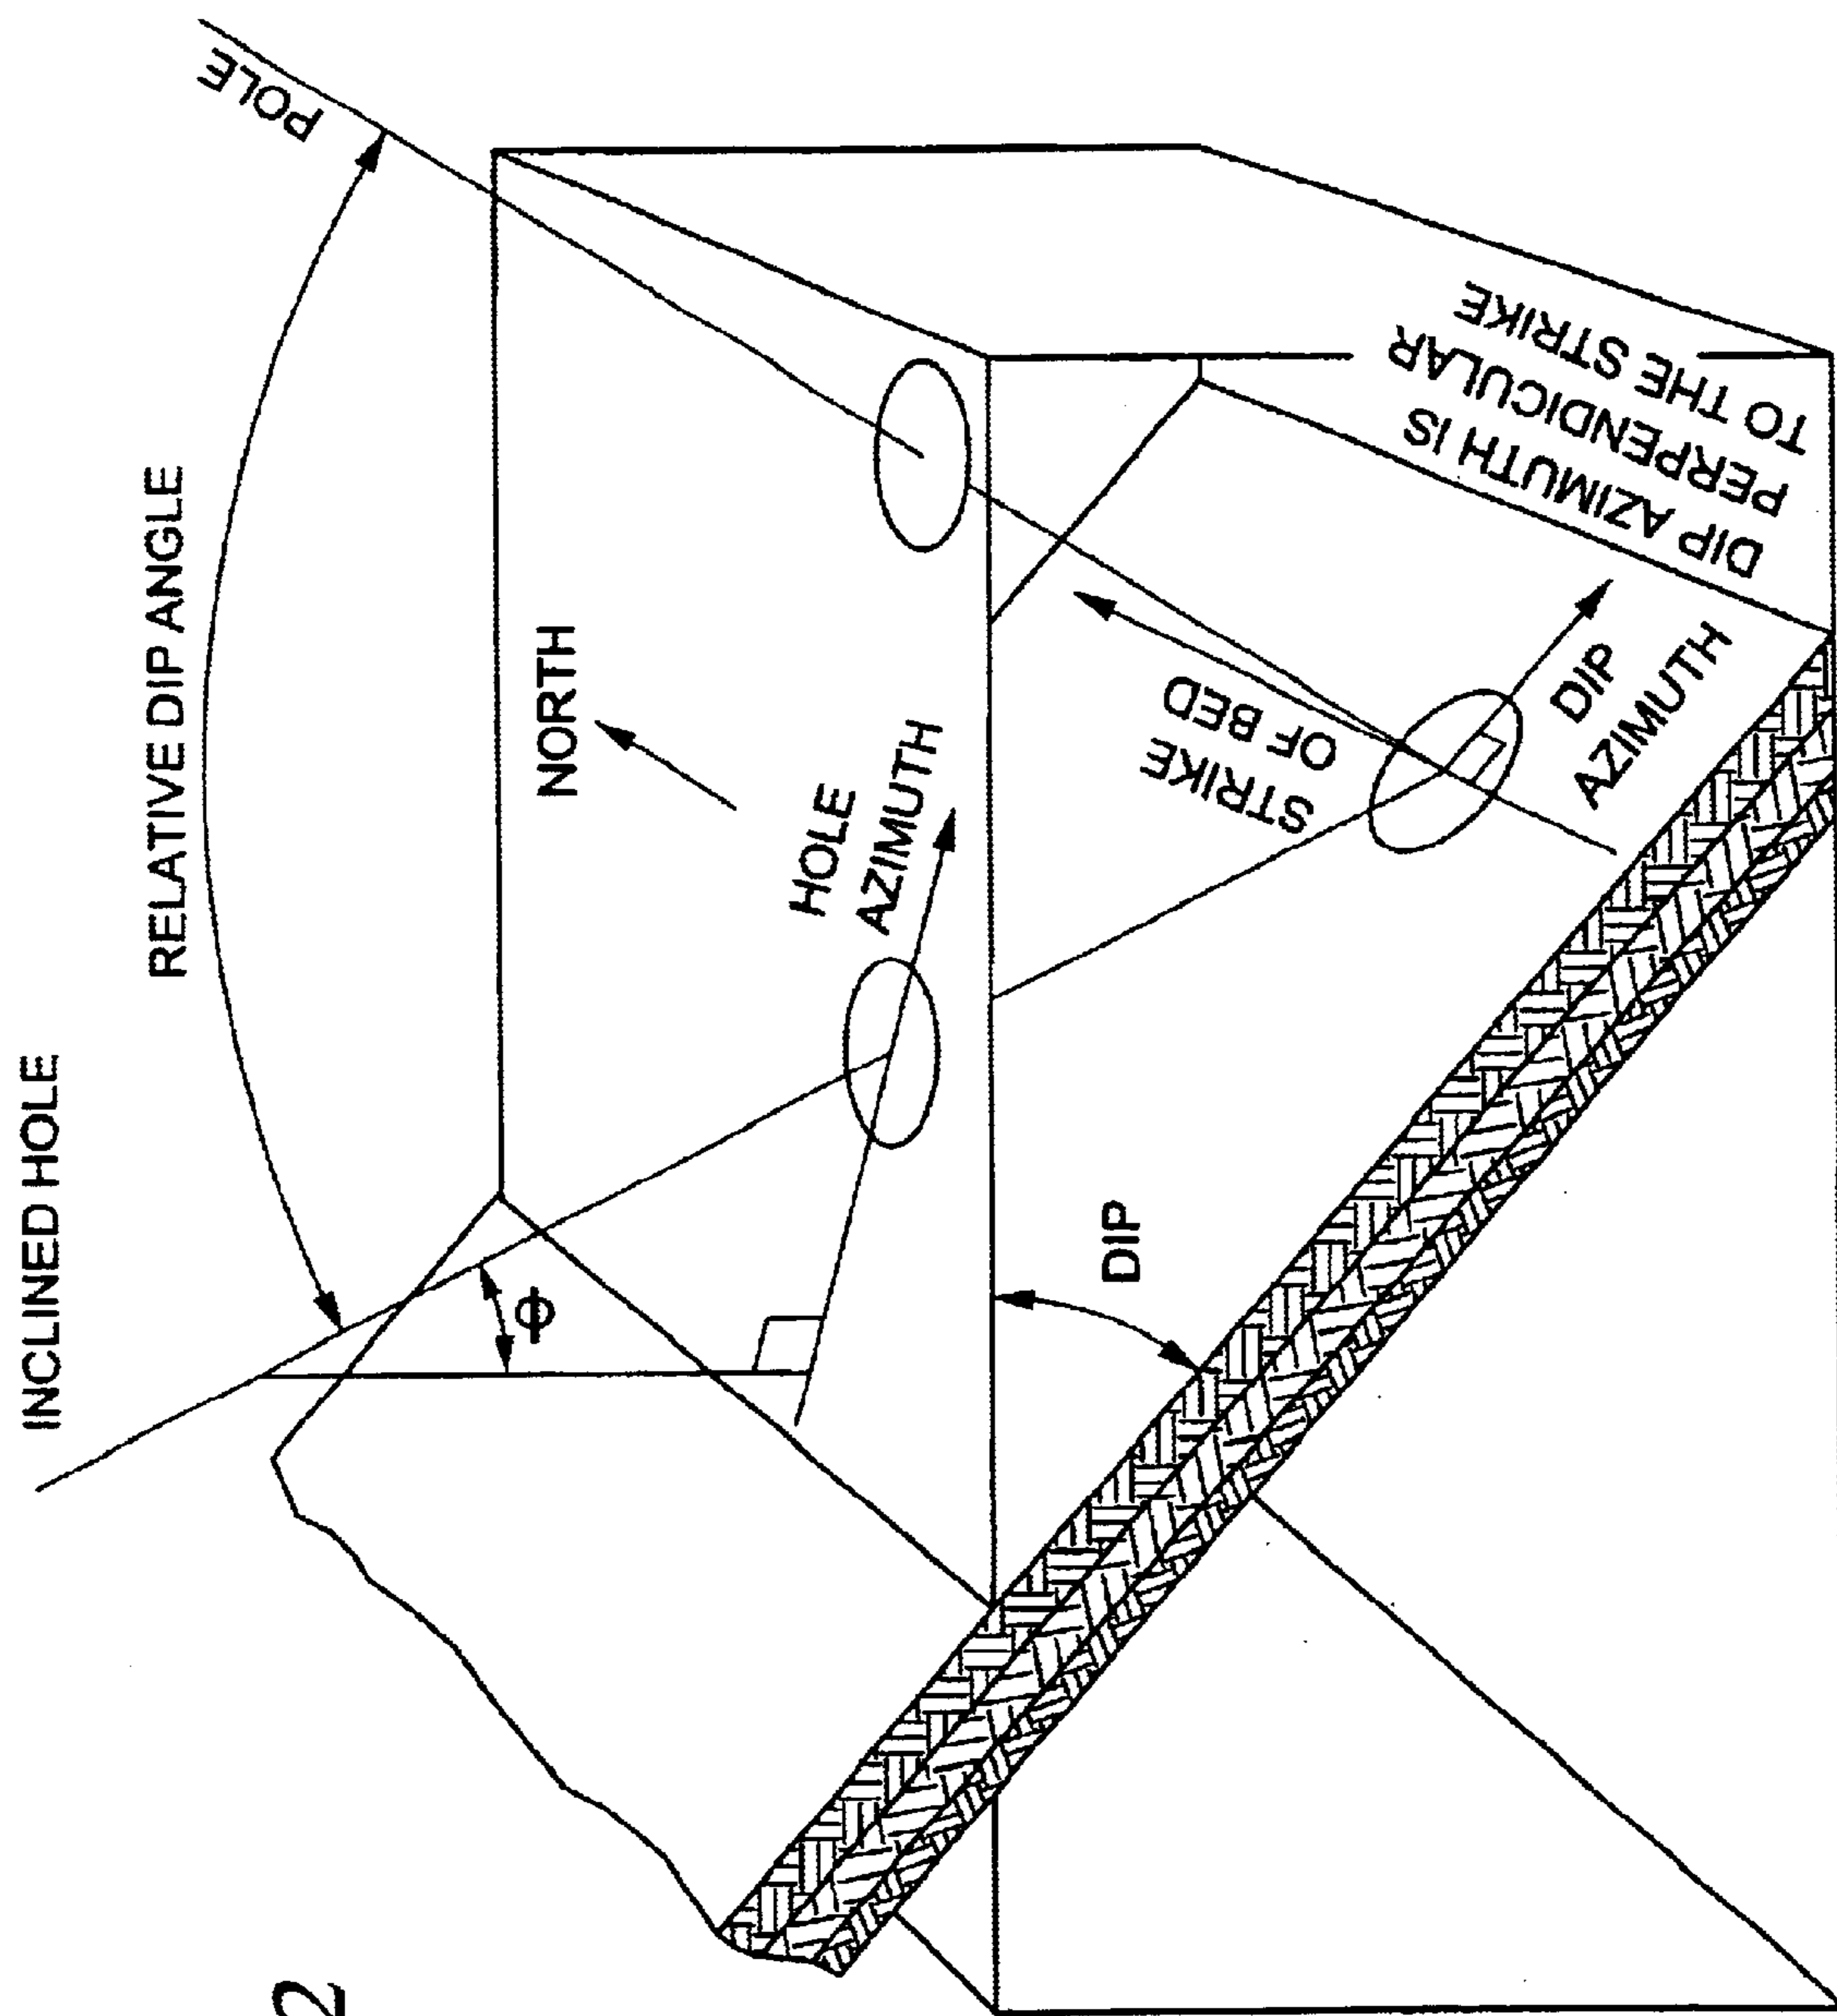 INCLINED HOLE
RELATIVE DIP ANGLE
POLE
NORTH
HOLE
AZIMUTH
Φ
STRIKE
OF BED
DIP
DIP
AZIMUTH
DIP AZIMUTH IS
PERPENDICULAR
TO THE STRIKE
2